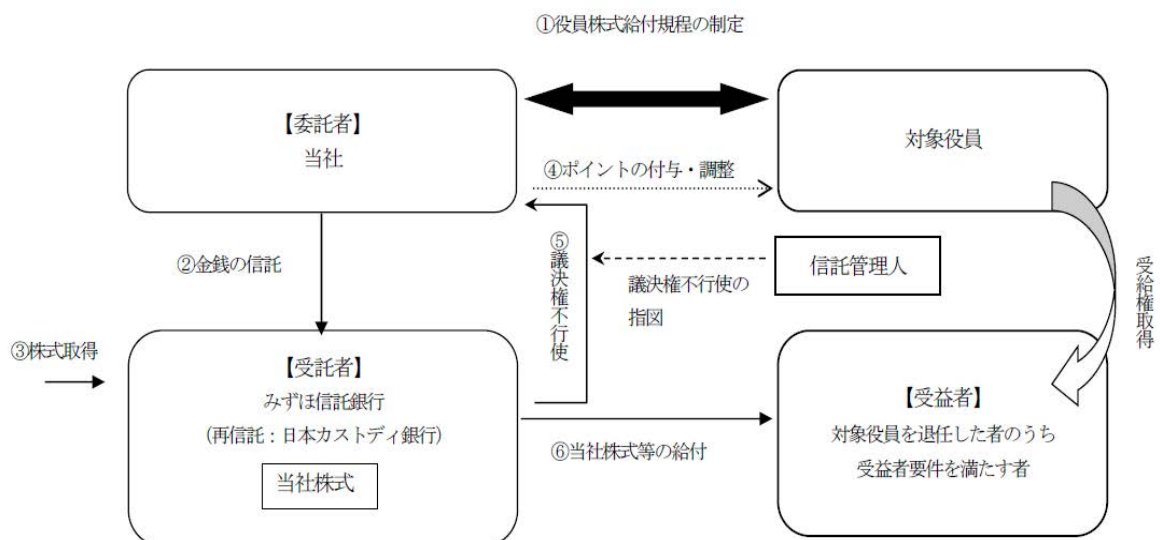 ①役員株式給付規程の制定
【委託者】
当社
対象役員
④ポイントの付与・調整
②金銭の信託
⑤議決権不行使
議決権不行使の
指図
信託管理人
受給権取得
③株式取得
【受託者】
みずほ信託銀行
(再信託：日本カストディ銀行)
当社株式
⑥当社株式等の給付
【受益者】
対象役員を退任した者のうち
受益者要件を満たす者